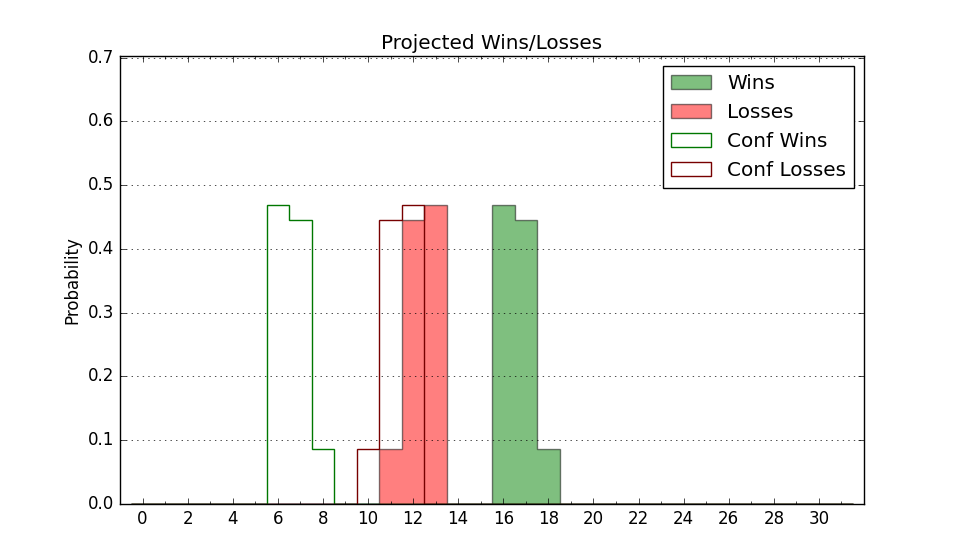 Projected Wins/Losses
0.7
0.6
0.5
0.4
0.3
0.2
0.1
0.0
Probability
Wins
Losses
Conf Wins
Conf Losses
0 2 4 6 8 10 12 14 16 18 20 22 24 26 28 30